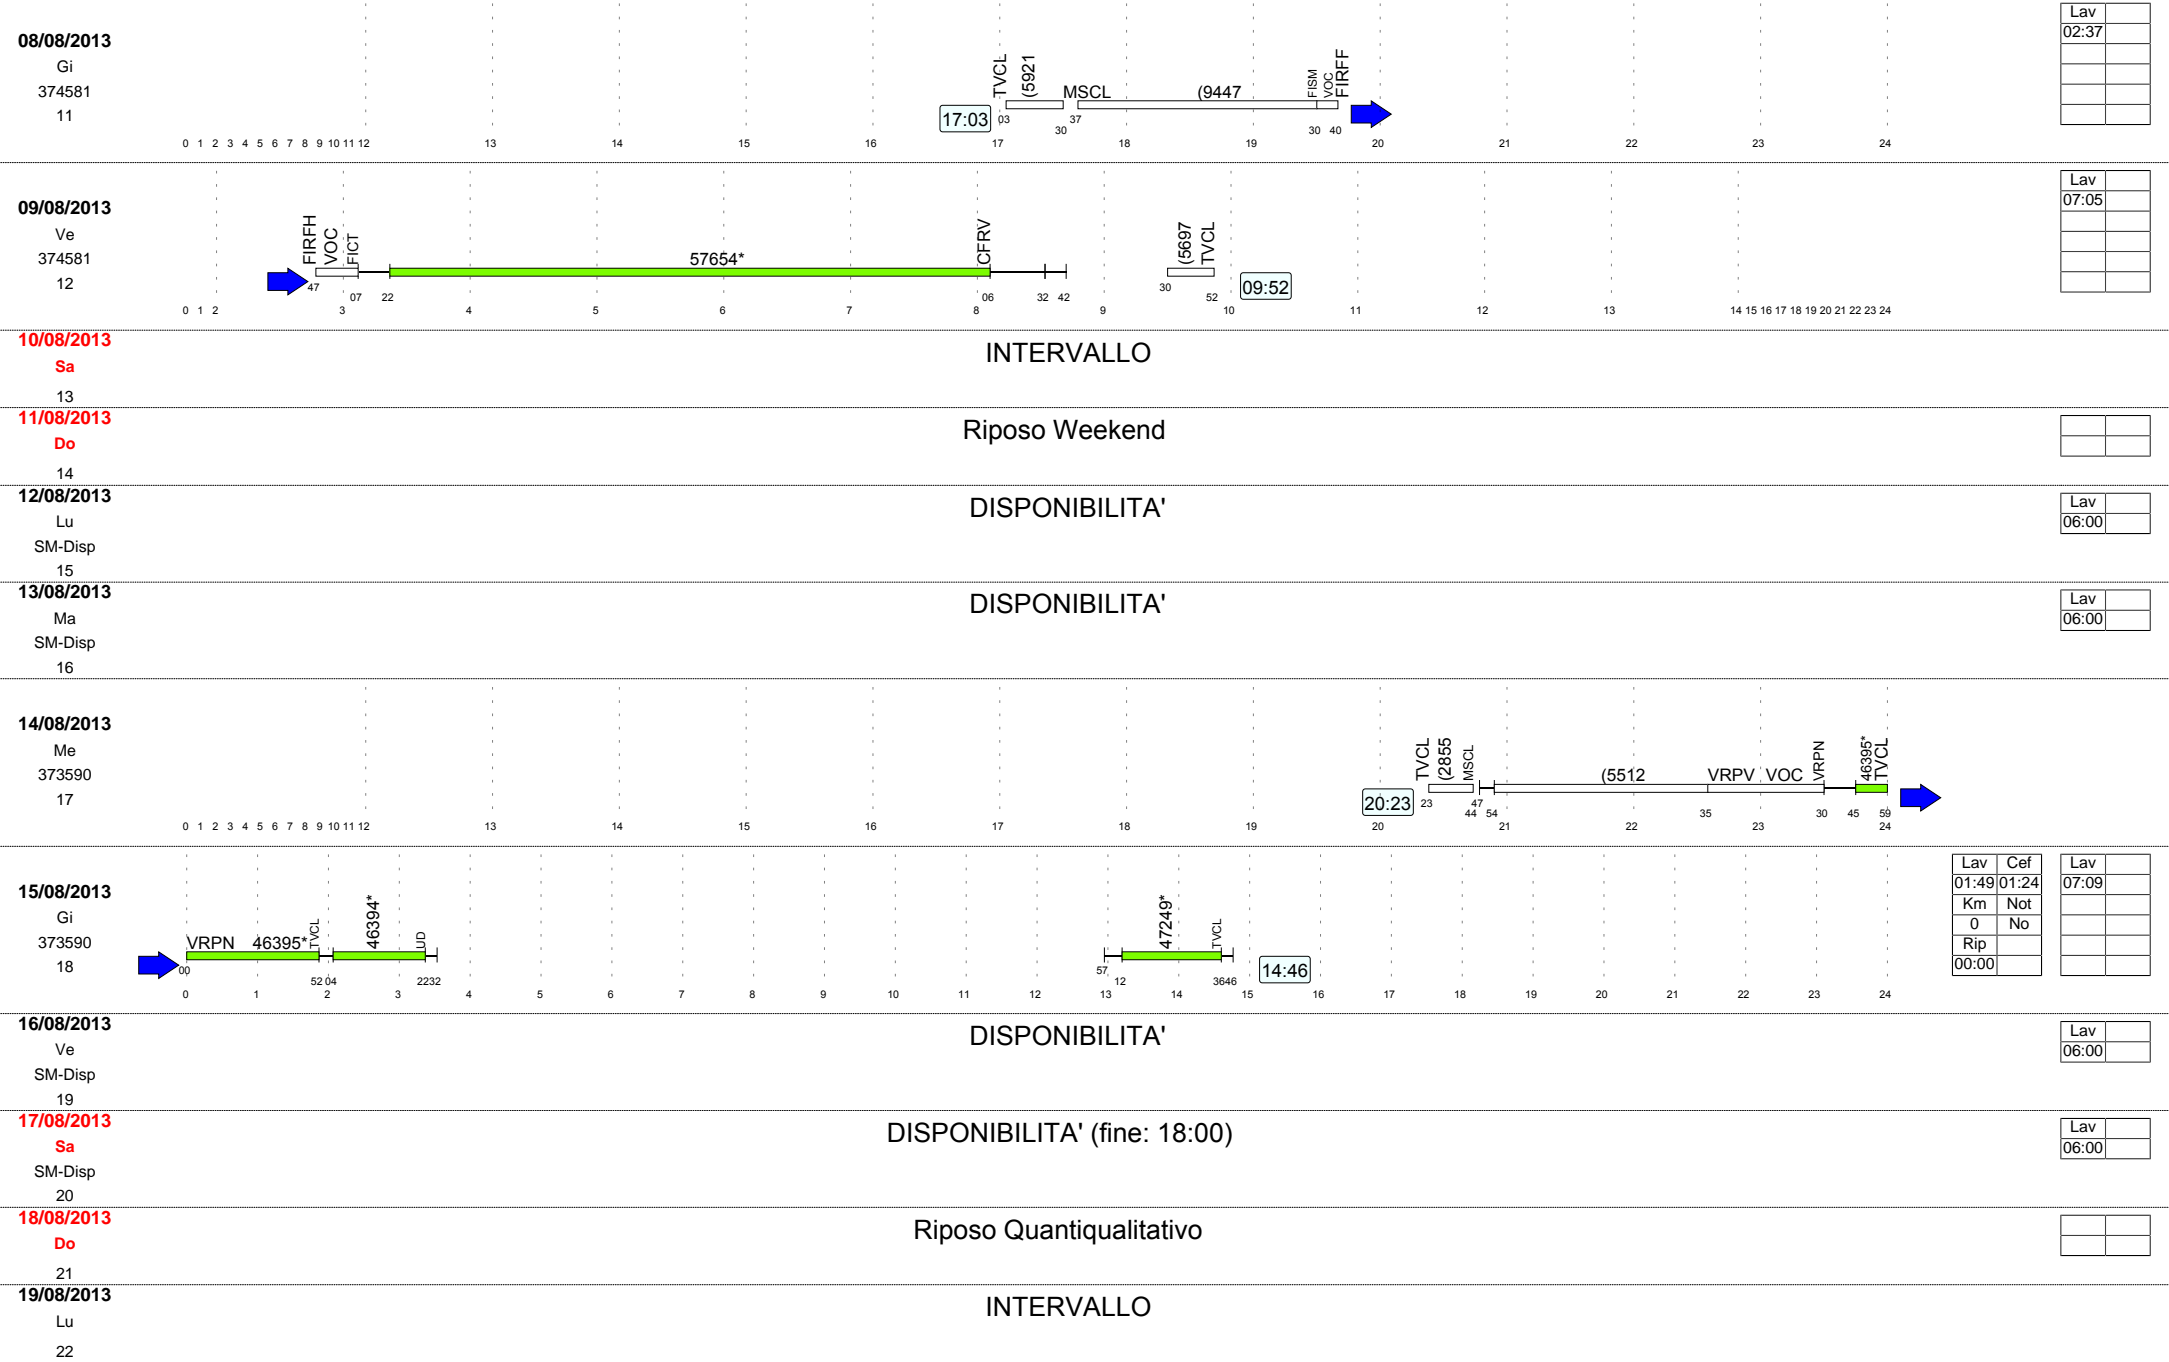 08/08/2013
Gi
374581
11
17:03
TVCL (5921 MSCL (9447 FISM VOC FIRFF
03 30 37 30 40
0 1 2 3 4 5 6 7 8 9 10 11 12 13 14 15 16 17 18 19 20 21 22 23 24
Lav
02:37
09/08/2013
Ve
374581
12
FIRFH VOC FICT 57654* CFRV (5697 TVCL
47 07 22 06 32 42 30 52
09:52
0 1 2 3 4 5 6 7 8 9 10 11 12 13 14 15 16 17 18 19 20 21 22 23 24
Lav
07:05
10/08/2013
Sa
13
INTERVALLO
11/08/2013
Do
14
Riposo Weekend
12/08/2013
Lu
SM-Disp
15
DISPONIBILITA'
Lav
06:00
13/08/2013
Ma
SM-Disp
16
DISPONIBILITA'
Lav
06:00
14/08/2013
Me
373590
17
20:23
TVCL (2855 MSCL (5512 VRPV VOC VRPN 46395* TVCL
23 44 47 54 35 30 45 59
0 1 2 3 4 5 6 7 8 9 10 11 12 13 14 15 16 17 18 19 20 21 22 23 24
15/08/2013
Gi
373590
18
VRPN 46395* TVCL 46394* UD 47249* TVCL
00 52 04 22 32 57 12 36 46
14:46
0 1 2 3 4 5 6 7 8 9 10 11 12 13 14 15 16 17 18 19 20 21 22 23 24
Lav Cef
01:49 01:24
Km Not
0 No
Rip
00:00
Lav
07:09
16/08/2013
Ve
SM-Disp
19
DISPONIBILITA'
Lav
06:00
17/08/2013
Sa
SM-Disp
20
DISPONIBILITA' (fine: 18:00)
Lav
06:00
18/08/2013
Do
21
Riposo Quantiqualitativo
19/08/2013
Lu
22
INTERVALLO